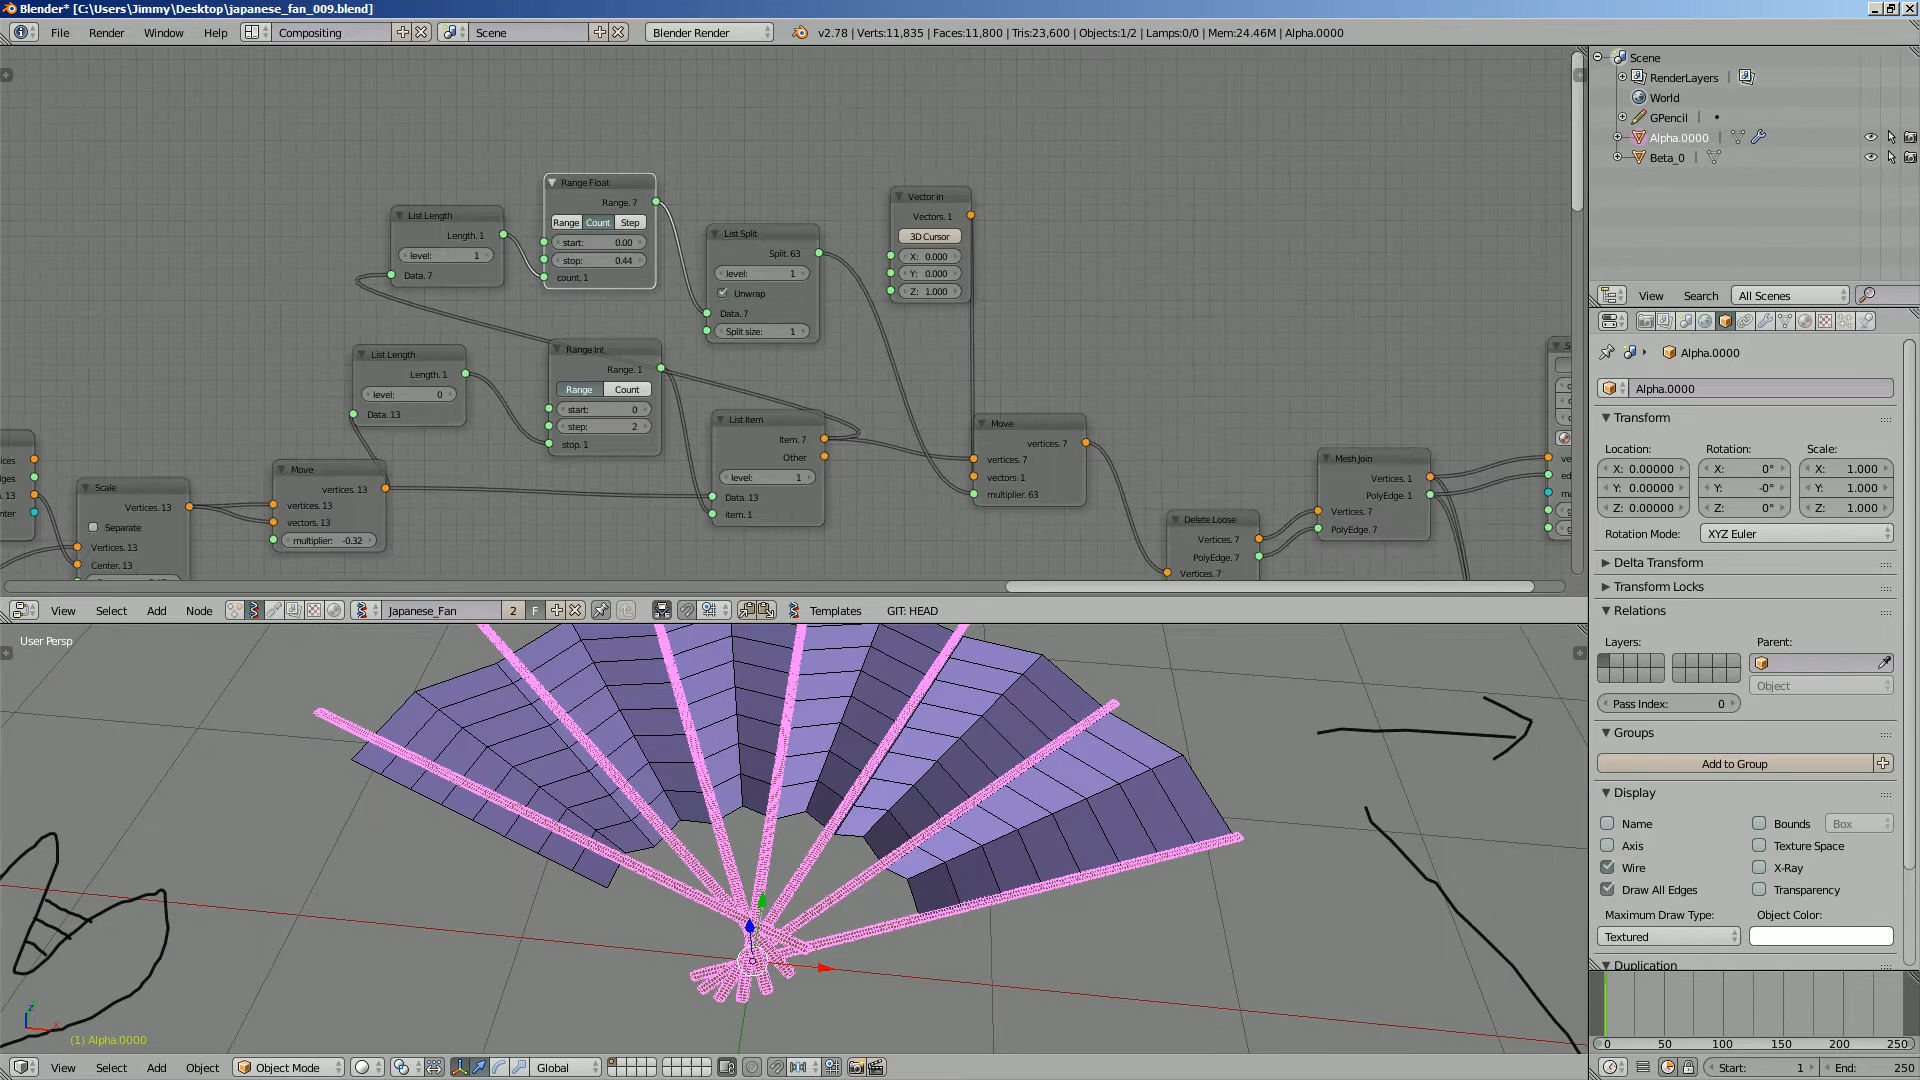 Blender* [C:\Users\Jimmy\Desktop\japanese_fan_009.blend]
File Render Window Help Compositing Scene Blender Render v2.78 | Verts:11,835 | Faces:11,800 | Tris:23,600 | Objects:1/2 | Lamps:0/0 | Mem:24.46M | Alpha.0000
Range Float
Range. 7
Range Count Step
start: 0.00
stop: 0.44
count. 1
List Length
Length. 1
level: 1
Data. 7
List Split
Split. 63
level: 1
Unwrap
Data. 7
Split size: 1
Vector in
Vectors. 1
3D Cursor
X: 0.000
Y: 0.000
Z: 1.000
List Length
Length. 1
level: 0
Data. 13
Range Int
Range. 1
Range Count
start: 0
step: 2
stop. 1
List Item
Item. 7
Other
level: 1
Data. 13
item. 1
Move
vertices. 7
vertices. 7
vectors. 1
multiplier. 63
Scale
Vertices. 13
Separate
Vertices. 13
Center. 13
Move
vertices. 13
vertices. 13
vectors. 13
multiplier: -0.32
Delete Loose
Vertices. 7
PolyEdge. 7
Vertices. 7
Mesh Join
Vertices. 1
PolyEdge. 1
Vertices. 7
PolyEdge. 7
View Select Add Node Japanese_Fan 2 F Templates GIT: HEAD
User Persp
(1) Alpha.0000
View Select Add Object Object Mode Global
Scene
RenderLayers
World
GPencil
Alpha.0000
Beta_0
View Search All Scenes
Alpha.0000
Alpha.0000
Transform
Location: Rotation: Scale:
X: 0.00000 X: 0° X: 1.000
Y: 0.00000 Y: -0° Y: 1.000
Z: 0.00000 Z: 0° Z: 1.000
Rotation Mode: XYZ Euler
Delta Transform
Transform Locks
Relations
Layers: Parent:
Object
Pass Index: 0
Groups
Add to Group
Display
Name Bounds Box
Axis Texture Space
Wire X-Ray
Draw All Edges Transparency
Maximum Draw Type: Object Color:
Textured
Duplication
0 50 100 150 200 250
Start: 1 End: 250